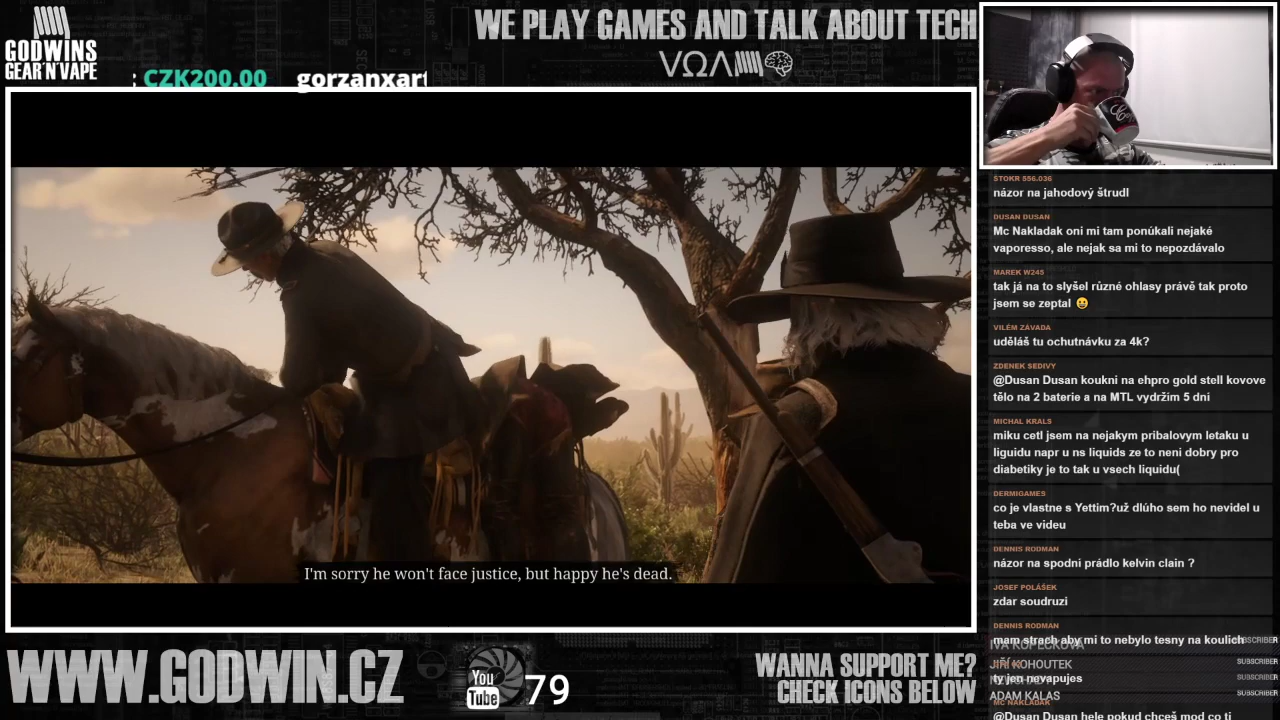 GODWINS
GEAR'N'VAPE
WE PLAY GAMES AND TALK ABOUT TECH
: CZK200.00 gorzanxart
STOKR 556.036
názor na jahodový štrudl
DUSAN DUSAN
Mc Nakladak oni mi tam ponúkali nejaké
vaporesso, ale nejak sa mi to nepozdávalo
MAREK W245
tak já na to slyšel různé ohlasy právě tak proto
jsem se zeptal 😀
VILÉM ZÁVADA
uděláš tu ochutnávku za 4k?
ZDENEK SEDIVY
@Dusan Dusan koukni na ehpro gold stell kovove
tělo na 2 baterie a na MTL vydržim 5 dni
MICHAL KRALS
miku cetl jsem na nejakym pribalovym letaku u
liguidu napr u ns liquids ze to neni dobry pro
diabetiky je to tak u vsech liquidu(
DERMIGAMES
co je vlastne s Yettim?už dlúho sem ho nevidel u
teba ve videu
DENNIS RODMAN
názor na spodni prádlo kelvin clain ?
JOSEF POLÁŠEK
zdar soudruzi
DENNIS RODMAN
mam strach aby mi to nebylo tesny na koulich
SUBSCRIBER
IVA KOPEČKOVÁ
JIŘÍ KOHOUTEK
SUBSCRIBER
ty jen nevapujes
SUBSCRIBER
ADAM KALAS
SUBSCRIBER
MC NAKLADAK
@Dusan Dusan hele pokud chceš mod co ti
I'm sorry he won't face justice, but happy he's dead.
WWW.GODWIN.CZ
You
Tube
79
WANNA SUPPORT ME?
CHECK ICONS BELOW